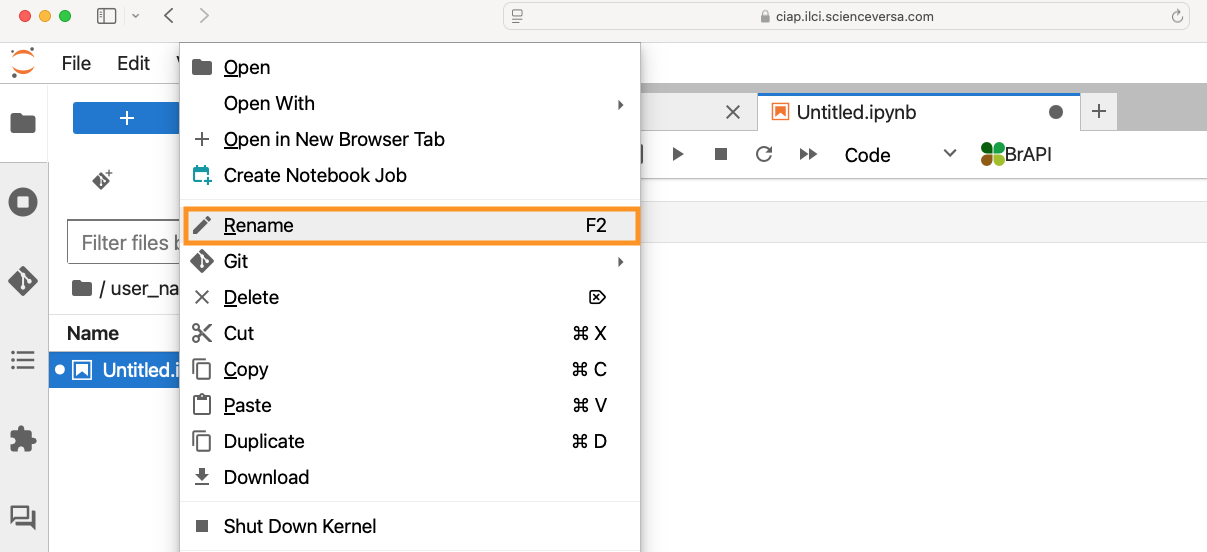 ciap.ilci.scienceversa.com
File Edit
Open
Open With
Open in New Browser Tab
Create Notebook Job
Rename F2
Git
Delete
Cut ⌘ X
Copy ⌘ C
Paste ⌘ V
Duplicate ⌘ D
Download
Shut Down Kernel
Filter files
/ user_na
Name
Untitled.i
Untitled.ipynb
Code BrAPI